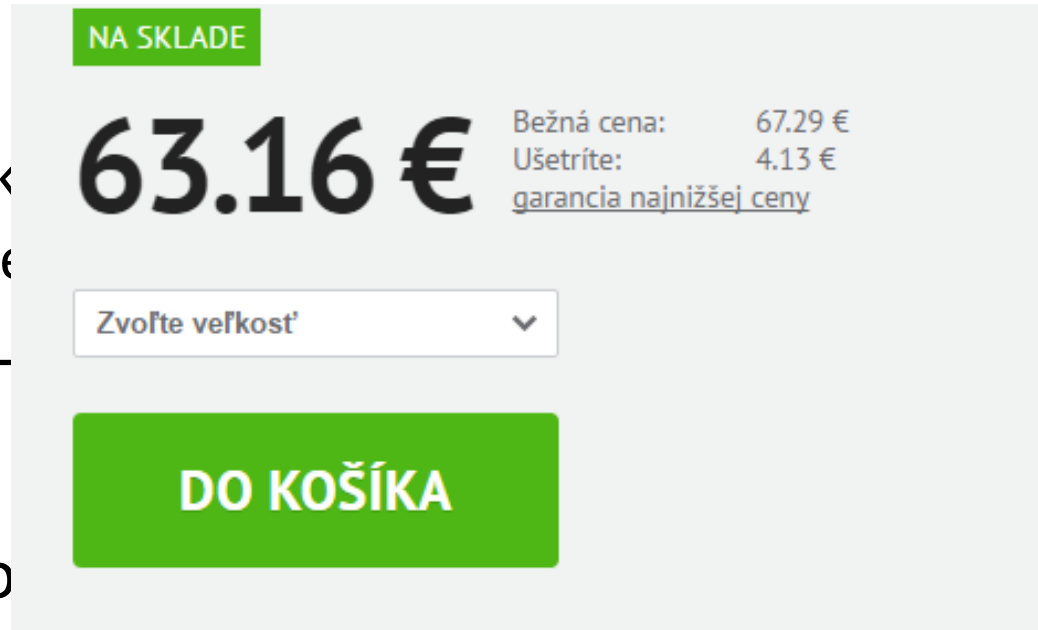 NA SKLADE
63.16 €
Bežná cena: 67.29 €
Ušetríte: 4.13 €
garancia najnižšej ceny
Zvoľte veľkosť
DO KOŠÍKA